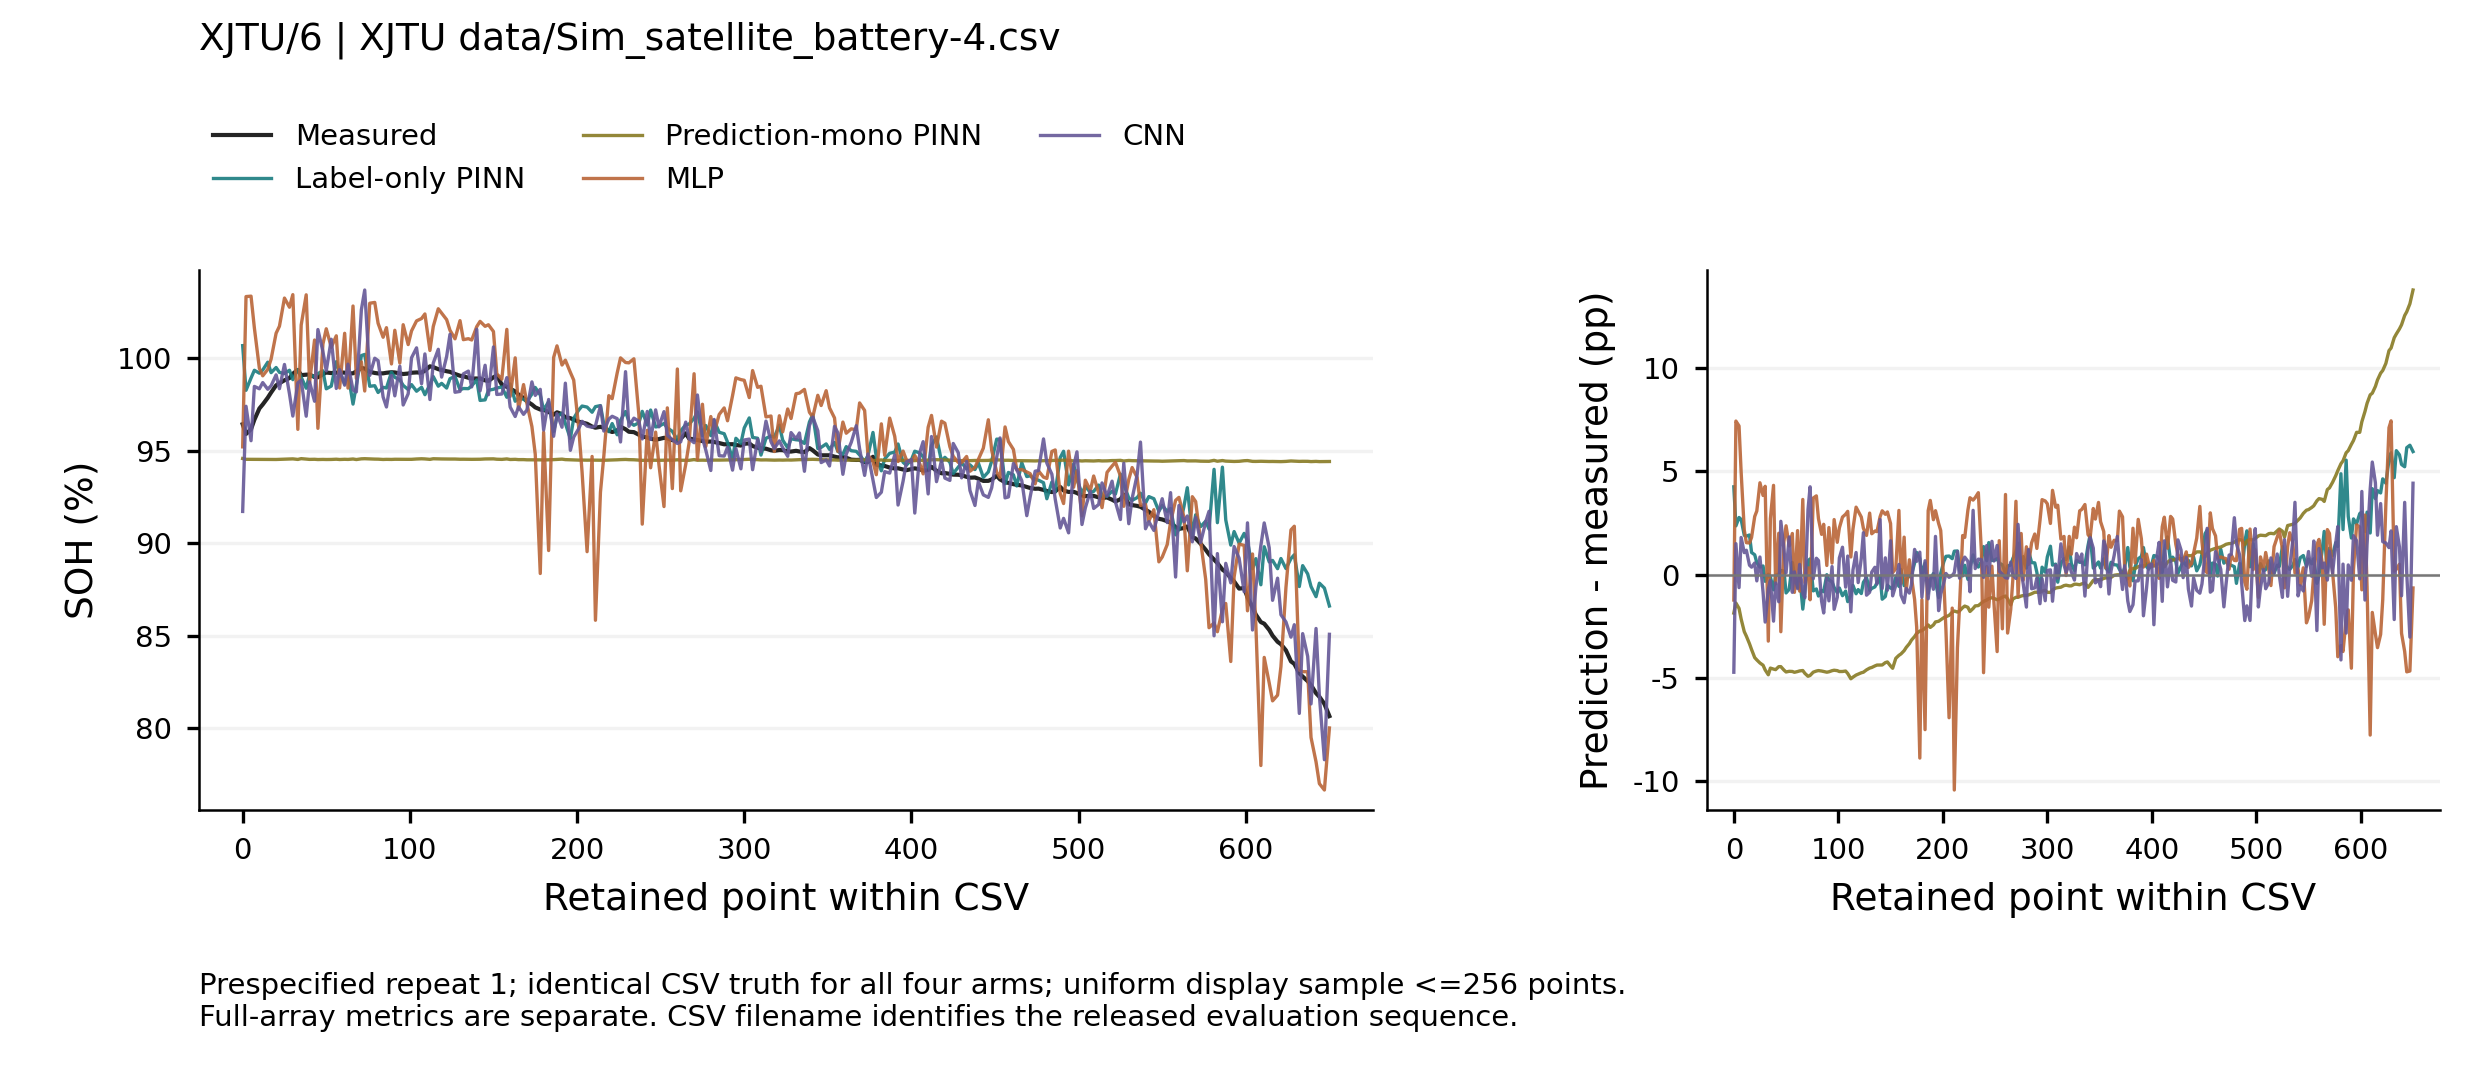 XJTU/6 | XJTU data/Sim_satellite_battery-4.csv
Measured
Label-only PINN
Prediction-mono PINN
MLP
CNN
SOH (%)
100
95
90
85
80
0 100 200 300 400 500 600
Retained point within CSV
Prediction - measured (pp)
10
5
0
-5
-10
0 100 200 300 400 500 600
Retained point within CSV
Prespecified repeat 1; identical CSV truth for all four arms; uniform display sample <=256 points.
Full-array metrics are separate. CSV filename identifies the released evaluation sequence.